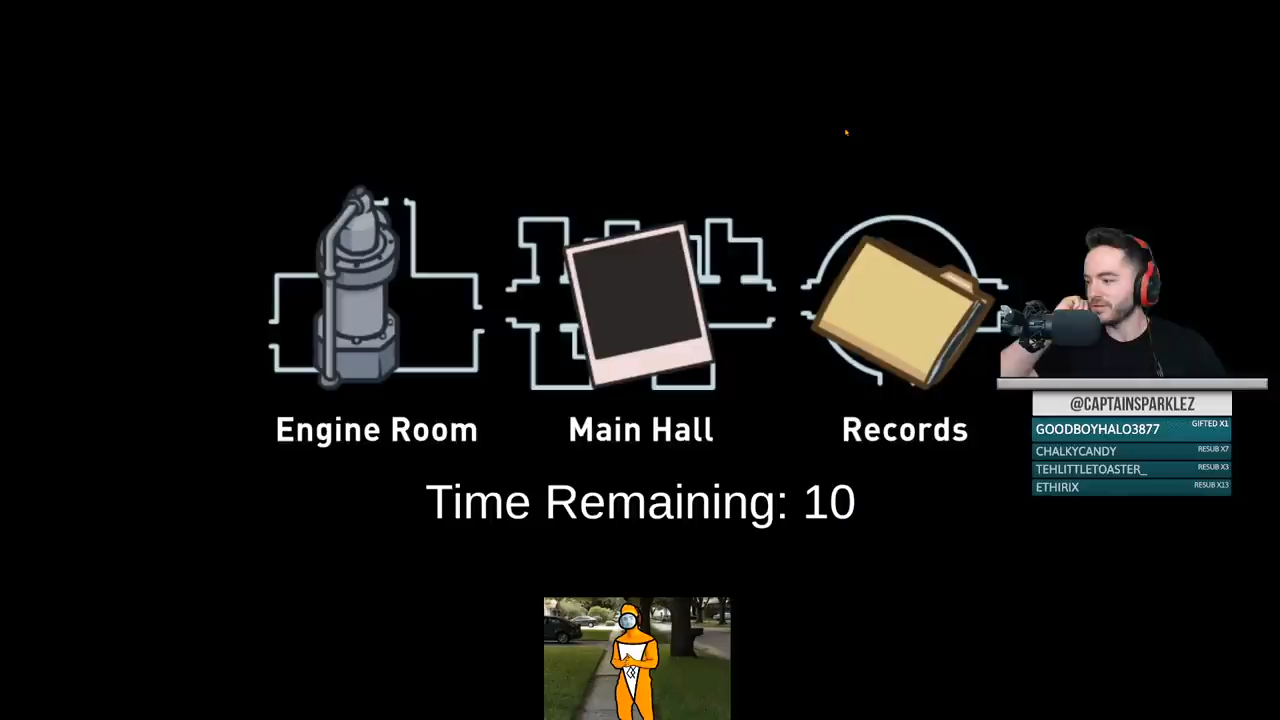 Engine Room
Main Hall
Records
Time Remaining: 10
@CAPTAINSPARKLEZ
GOODBOYHALO3877 GIFTED X1
CHALKYCANDY RESUB X7
TEHLITTLETOASTER_ RESUB X3
ETHIRIX RESUB X13